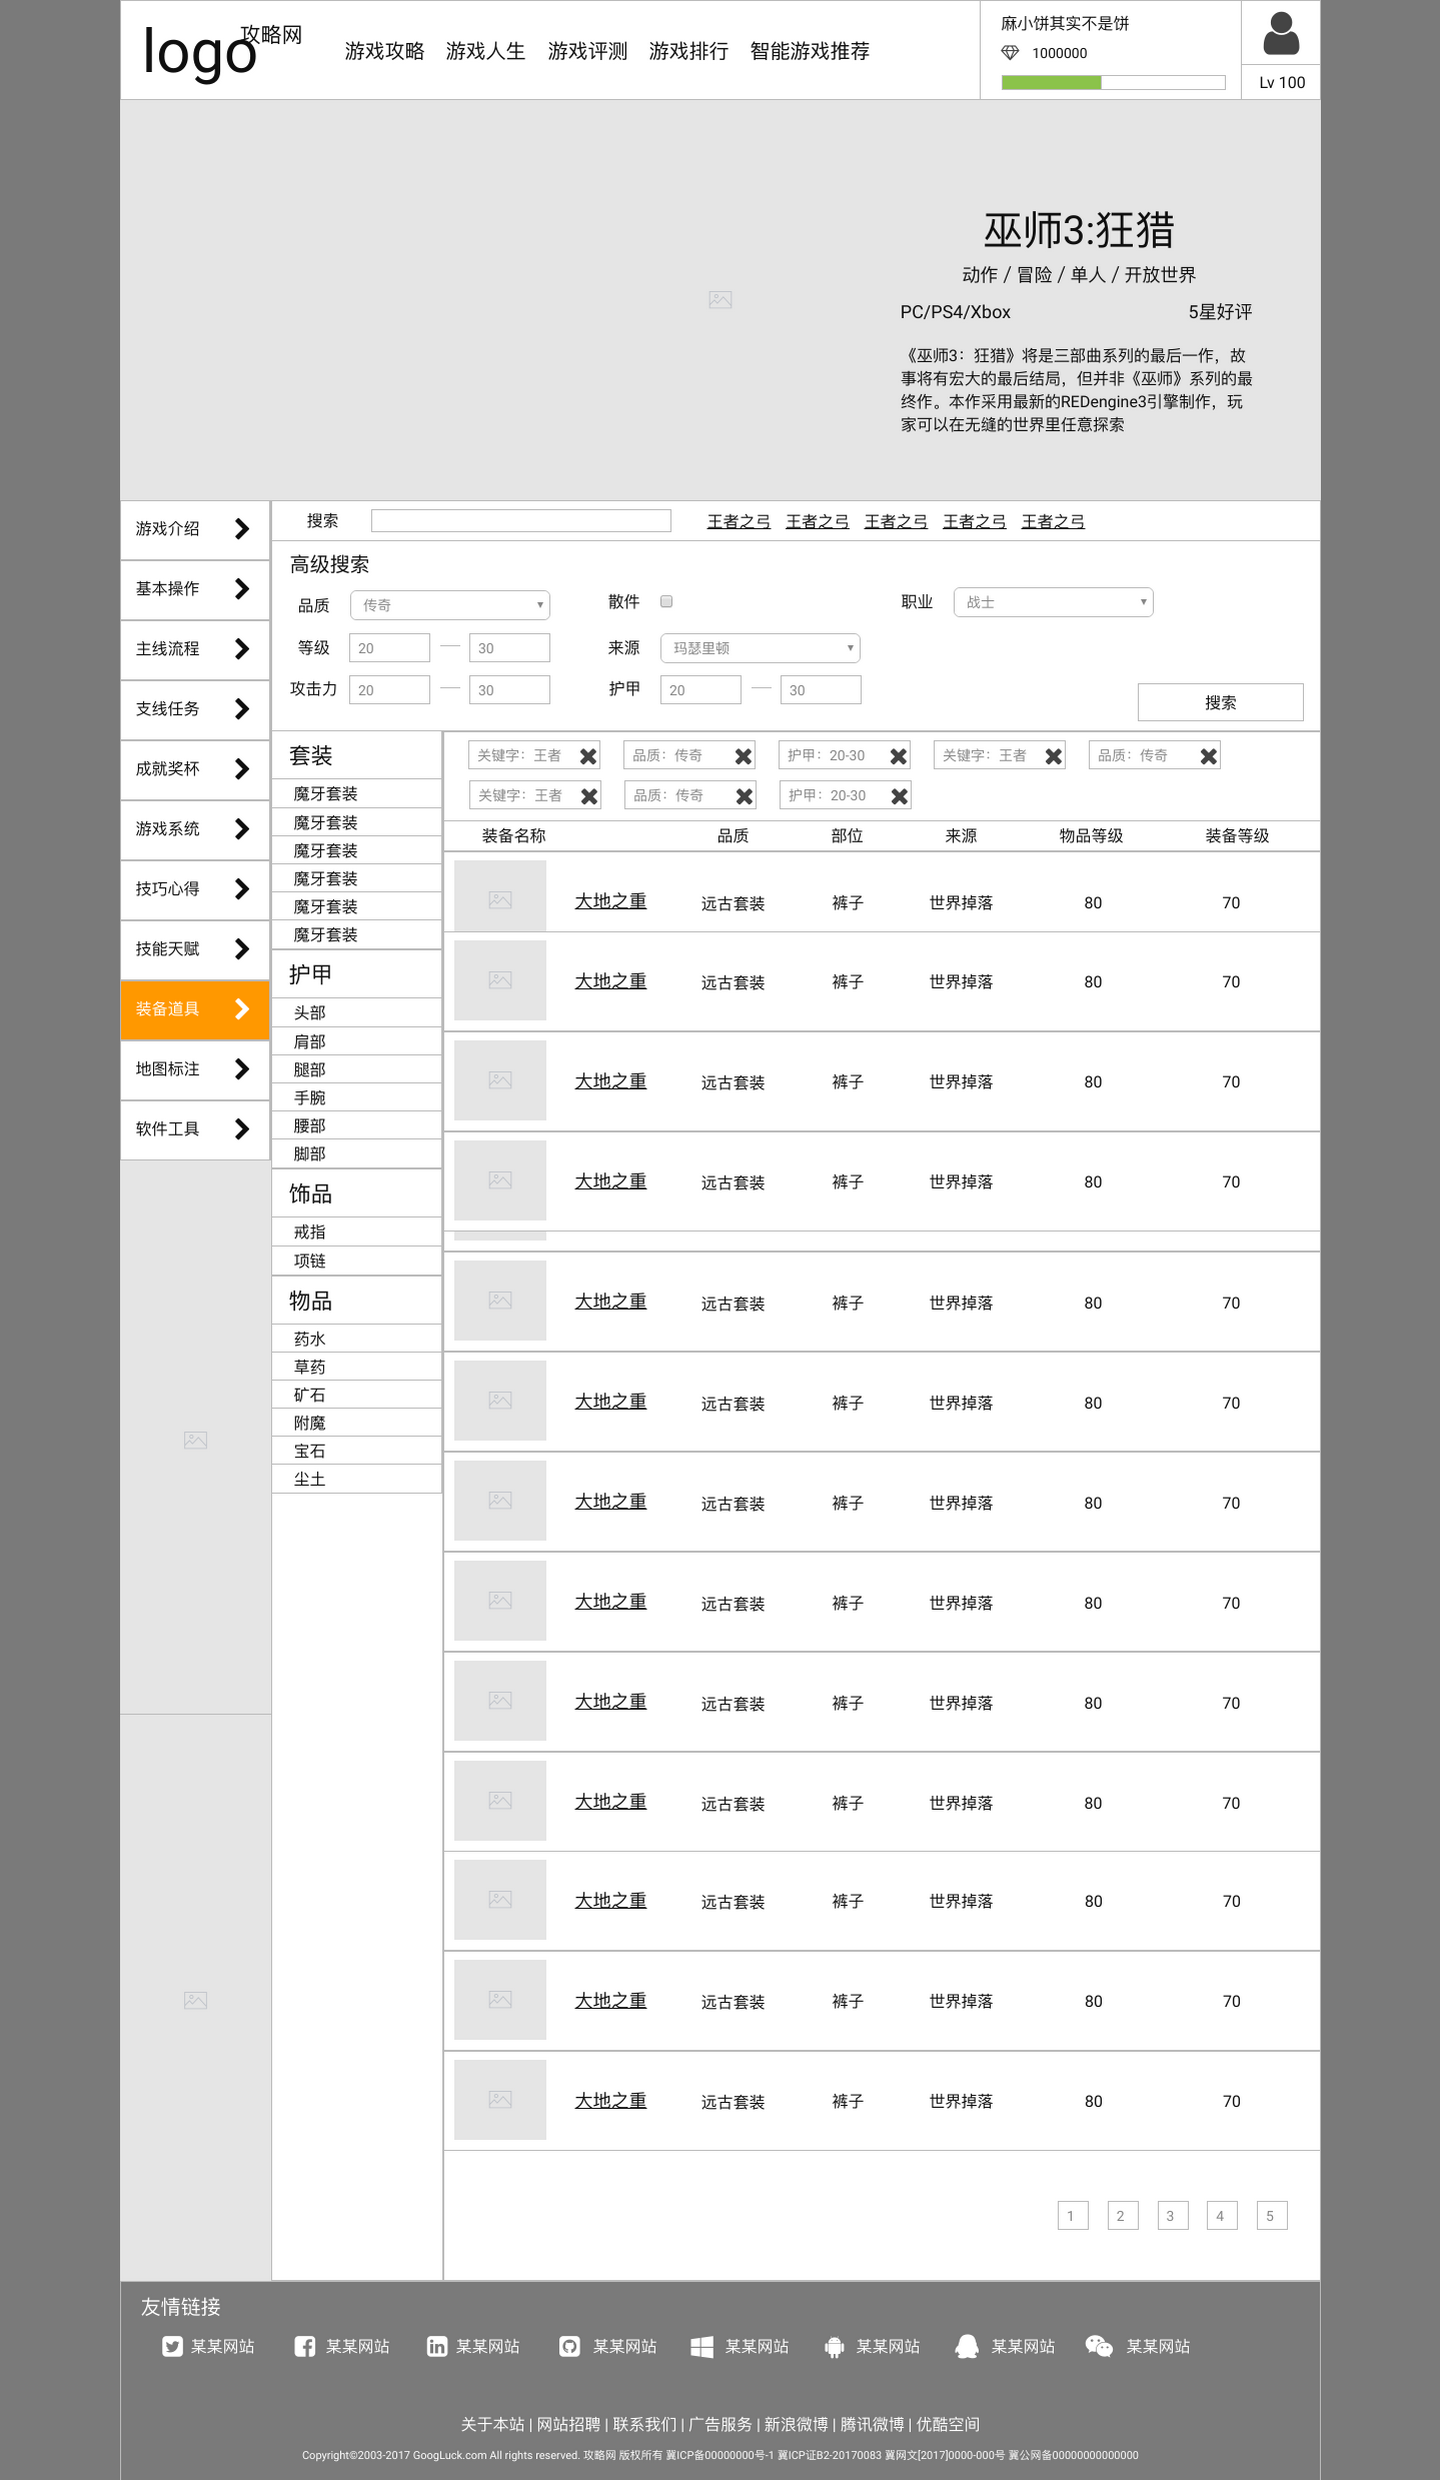 logo 攻略网
游戏攻略 游戏人生 游戏评测 游戏排行 智能游戏推荐
麻小饼其实不是饼
1000000
Lv 100
巫师3:狂猎
动作 / 冒险 / 单人 / 开放世界
PC/PS4/Xbox 5星好评
《巫师3：狂猎》将是三部曲系列的最后一作，故
事将有宏大的最后结局，但并非《巫师》系列的最
终作。本作采用最新的REDengine3引擎制作，玩
家可以在无缝的世界里任意探索
游戏介绍
基本操作
主线流程
支线任务
成就奖杯
游戏系统
技巧心得
技能天赋
装备道具
地图标注
软件工具
搜索 王者之弓 王者之弓 王者之弓 王者之弓 王者之弓
高级搜索
品质 传奇 散件 职业 战士
等级 20 — 30 来源 玛瑟里顿
攻击力 20 — 30 护甲 20 — 30
搜索
套装
魔牙套装
魔牙套装
魔牙套装
魔牙套装
魔牙套装
魔牙套装
护甲
头部
肩部
腿部
手腕
腰部
脚部
饰品
戒指
项链
物品
药水
草药
矿石
附魔
宝石
尘土
关键字：王者 品质：传奇 护甲：20-30 关键字：王者 品质：传奇
关键字：王者 品质：传奇 护甲：20-30
装备名称 品质 部位 来源 物品等级 装备等级
大地之重 远古套装 裤子 世界掉落 80 70
大地之重 远古套装 裤子 世界掉落 80 70
大地之重 远古套装 裤子 世界掉落 80 70
大地之重 远古套装 裤子 世界掉落 80 70
大地之重 远古套装 裤子 世界掉落 80 70
大地之重 远古套装 裤子 世界掉落 80 70
大地之重 远古套装 裤子 世界掉落 80 70
大地之重 远古套装 裤子 世界掉落 80 70
大地之重 远古套装 裤子 世界掉落 80 70
大地之重 远古套装 裤子 世界掉落 80 70
大地之重 远古套装 裤子 世界掉落 80 70
大地之重 远古套装 裤子 世界掉落 80 70
大地之重 远古套装 裤子 世界掉落 80 70
1 2 3 4 5
友情链接
某某网站 某某网站 某某网站 某某网站 某某网站 某某网站 某某网站 某某网站
关于本站 | 网站招聘 | 联系我们 | 广告服务 | 新浪微博 | 腾讯微博 | 优酷空间
Copyright©2003-2017 GoogLuck.com All rights reserved. 攻略网 版权所有 冀ICP备00000000号-1 冀ICP证B2-20170083 冀网文[2017]0000-000号 冀公网备00000000000000